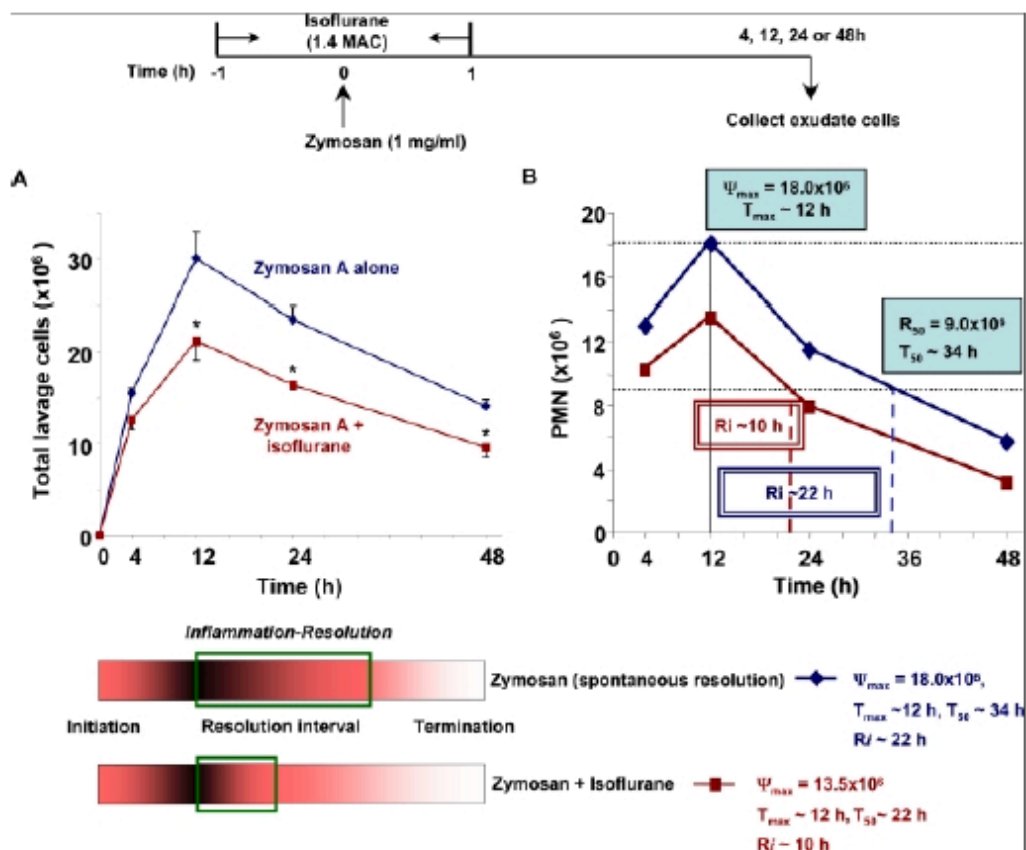 Isoflurane
(1.4 MAC)
4, 12, 24 or 48h
Time (h) -1 0 1
Zymosan (1 mg/ml)
Collect exudate cells
A
Total lavage cells (x10⁶)
30
20
10
0
0 4 12 24 48
Time (h)
Zymosan A alone
Zymosan A +
isoflurane
* * *
B
Ψmax = 18.0x10⁶
Tmax ~ 12 h
PMN (x10⁶)
20
16
12
8
4
0
0 4 12 24 36 48
Time (h)
R50 = 9.0x10⁶
T50 ~ 34 h
Ri ~10 h
Ri ~22 h
Inflammation-Resolution
Zymosan (spontaneous resolution)
Initiation Resolution interval Termination
Zymosan + Isoflurane
Ψmax = 18.0x10⁶,
Tmax ~12 h, T50 ~ 34 h
Ri ~ 22 h
Ψmax = 13.5x10⁶
Tmax ~ 12 h, T50~ 22 h
Ri ~ 10 h